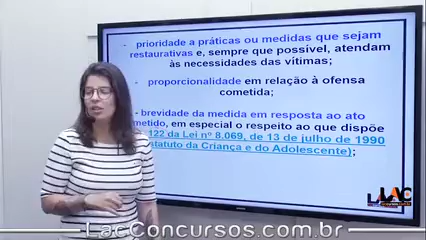 - prioridade a práticas ou medidas que sejam
restaurativas e, sempre que possível, atendam
às necessidades das vítimas;
- proporcionalidade em relação à ofensa
cometida;
- brevidade da medida em resposta ao ato
metido, em especial o respeito ao que dispõe
122 da Lei nº 8.069, de 13 de julho de 1990
statuto da Criança e do Adolescente);
LAC
LacConcursos.com.br